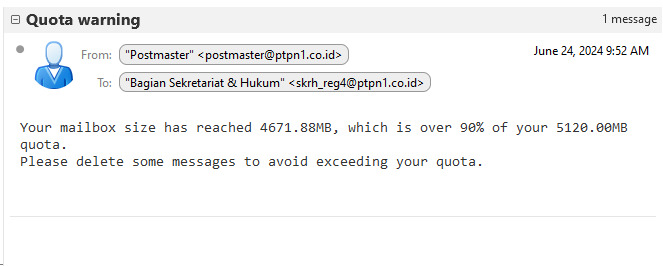 Quota warning
1 message
From: "Postmaster" <postmaster@ptpn1.co.id>
June 24, 2024 9:52 AM
To: "Bagian Sekretariat & Hukum" <skrh_reg4@ptpn1.co.id>
Your mailbox size has reached 4671.88MB, which is over 90% of your 5120.00MB
quota.
Please delete some messages to avoid exceeding your quota.